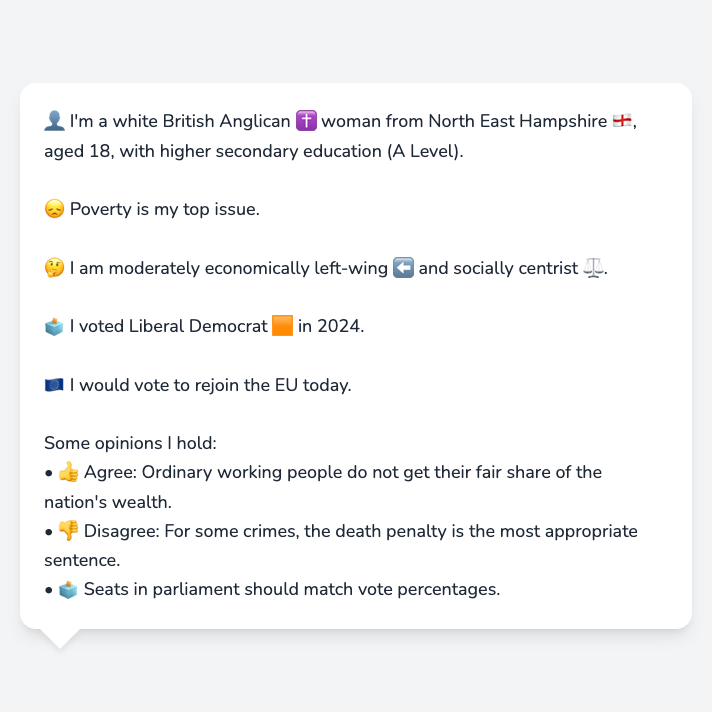 👤 I'm a white British Anglican ✝️ woman from North East Hampshire 🏴󠁧󠁢󠁥󠁮󠁧󠁿,
aged 18, with higher secondary education (A Level).
😞 Poverty is my top issue.
🤔 I am moderately economically left-wing ⬅️ and socially centrist ⚖️.
🗳️ I voted Liberal Democrat 🟧 in 2024.
🇪🇺 I would vote to rejoin the EU today.
Some opinions I hold:
• 👍 Agree: Ordinary working people do not get their fair share of the
nation's wealth.
• 👎 Disagree: For some crimes, the death penalty is the most appropriate
sentence.
• 🗳️ Seats in parliament should match vote percentages.